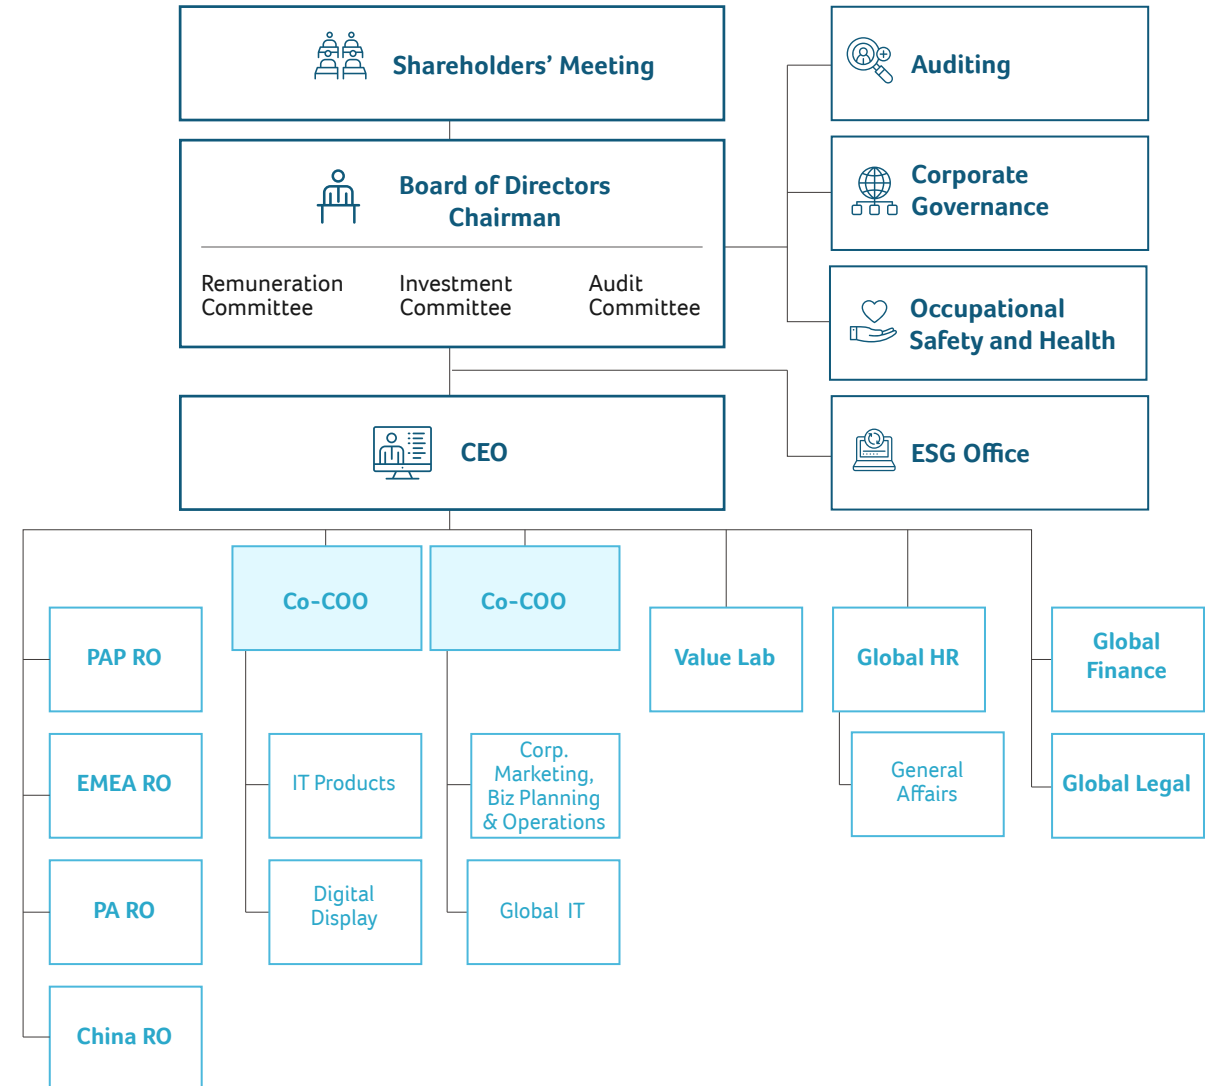 Shareholders’ Meeting
Auditing
Board of Directors
Chairman
Remuneration
Committee
Investment
Committee
Audit
Committee
Corporate
Governance
Occupational
Safety and Health
CEO
ESG Office
Co-COO
Co-COO
PAP RO
Value Lab
Global HR
Global
Finance
EMEA RO
IT Products
Corp.
Marketing,
Biz Planning
& Operations
General
Affairs
Global Legal
PA RO
Digital
Display
Global IT
China RO